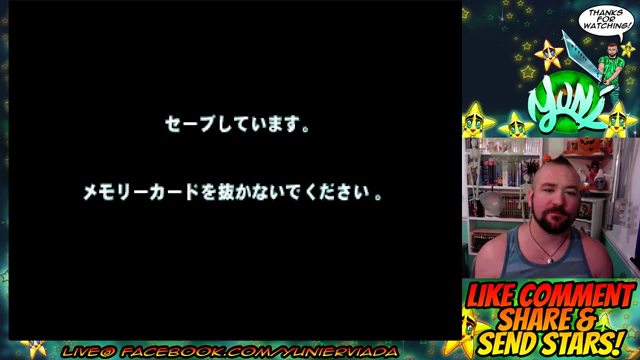 THANKS
FOR
WATCHING!
YUNI
セーブしています。
メモリーカードを抜かないでください。
LIKE COMMENT
SHARE &
SEND STARS!
LIVE@ FACEBOOK.COM/YUNIERVIADA